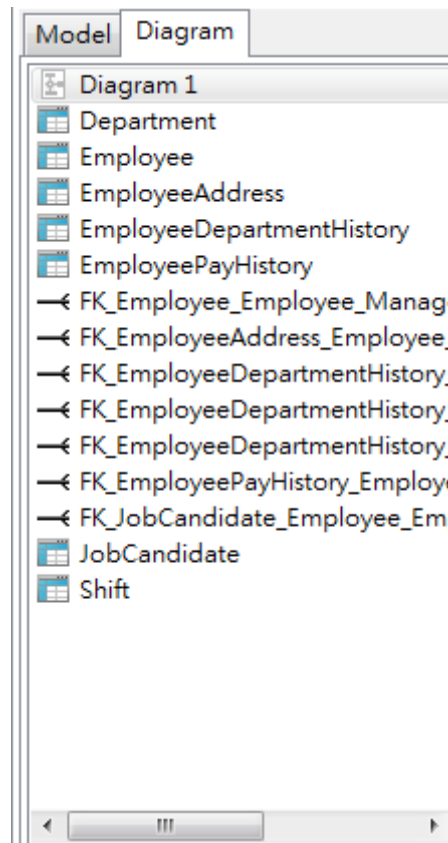 Model Diagram
Diagram 1
Department
Employee
EmployeeAddress
EmployeeDepartmentHistory
EmployeePayHistory
FK_Employee_Employee_Manag
FK_EmployeeAddress_Employee_
FK_EmployeeDepartmentHistory_
FK_EmployeeDepartmentHistory_
FK_EmployeeDepartmentHistory_
FK_EmployeePayHistory_Employe
FK_JobCandidate_Employee_Em
JobCandidate
Shift